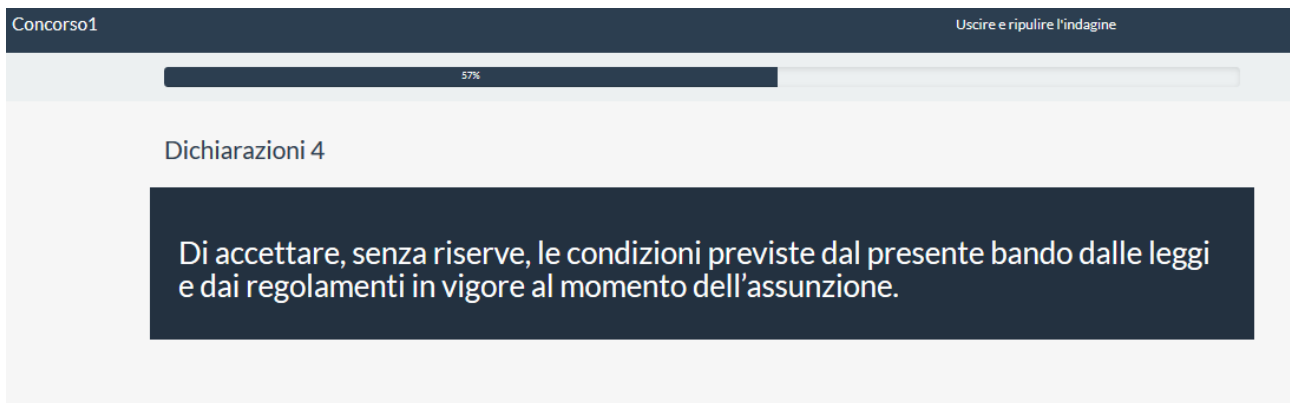 Concorso1
Uscire e ripulire l'indagine
57%
Dichiarazioni 4
Di accettare, senza riserve, le condizioni previste dal presente bando dalle leggi
e dai regolamenti in vigore al momento dell’assunzione.